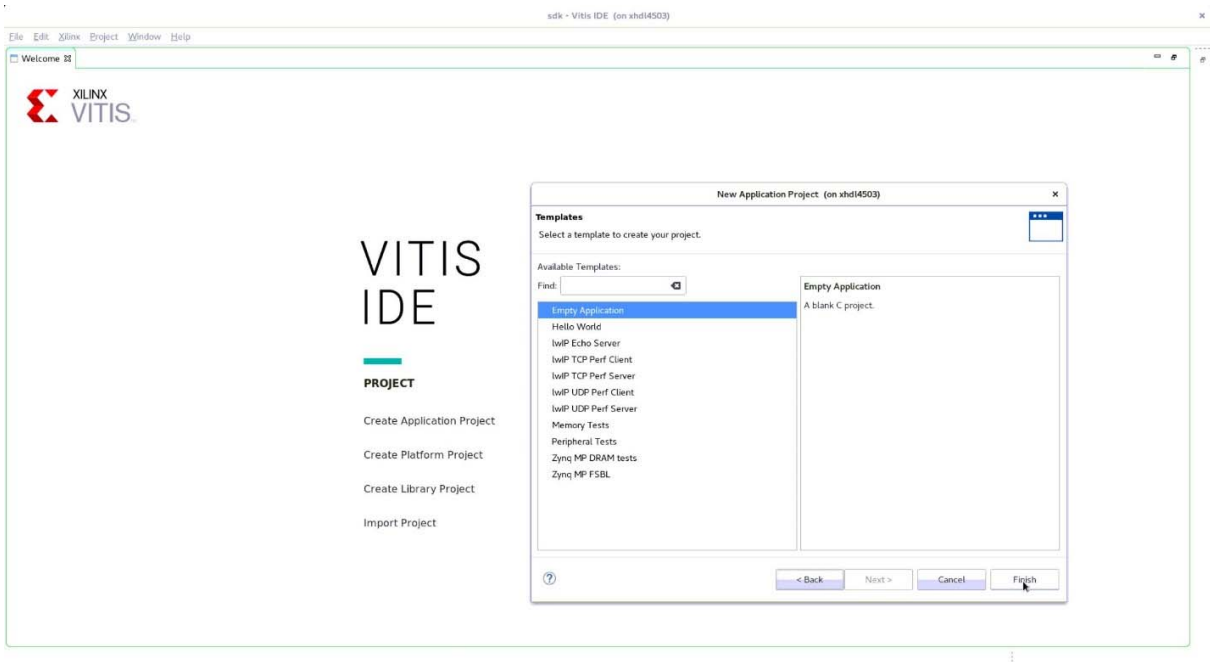 sdk - Vitis IDE (on xhdl4503)
File Edit Xilinx Project Window Help
Welcome
XILINX
VITIS
VITIS
IDE
PROJECT
Create Application Project
Create Platform Project
Create Library Project
Import Project
New Application Project (on xhdl4503)
Templates
Select a template to create your project.
Available Templates:
Find:
Empty Application
Hello World
lwIP Echo Server
lwIP TCP Perf Client
lwIP TCP Perf Server
lwIP UDP Perf Client
lwIP UDP Perf Server
Memory Tests
Peripheral Tests
Zynq MP DRAM tests
Zynq MP FSBL
Empty Application
A blank C project.
< Back Next > Cancel Finish